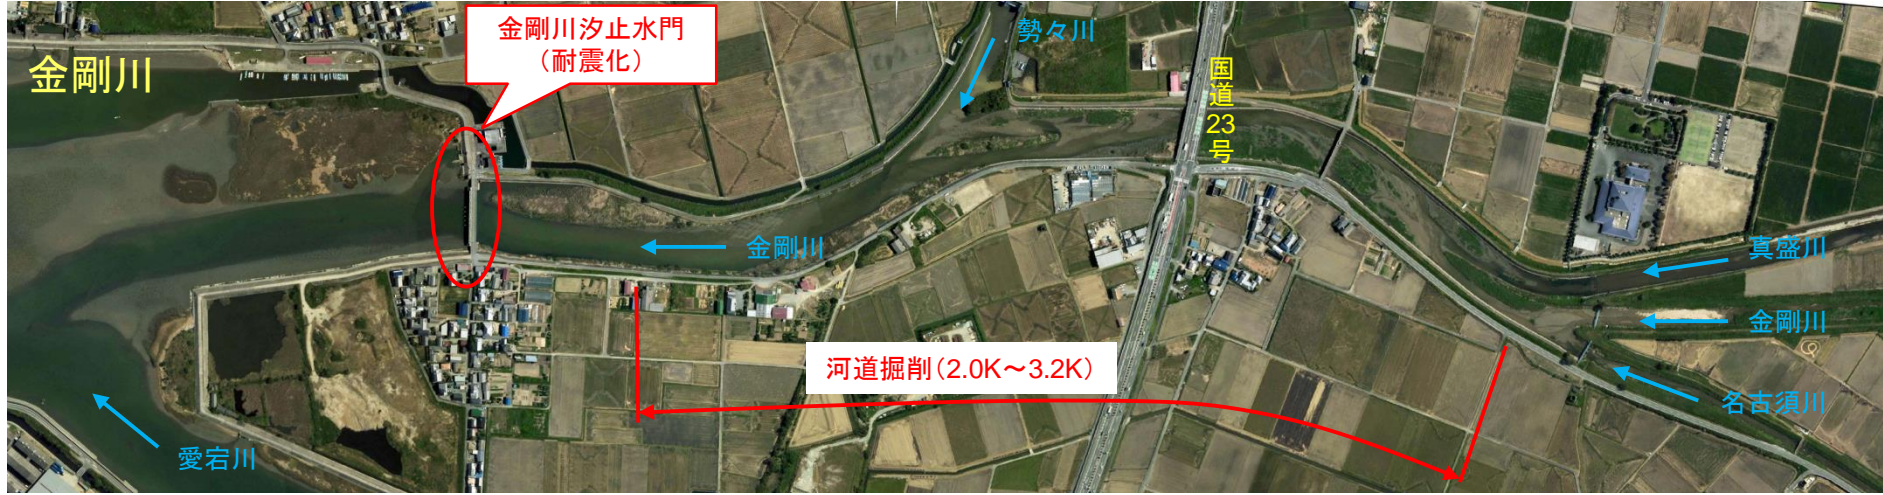 金剛川汐止水門
（耐震化）
金剛川
勢々川
国道23号
金剛川
真盛川
金剛川
名古須川
河道掘削（2.0K～3.2K）
愛宕川